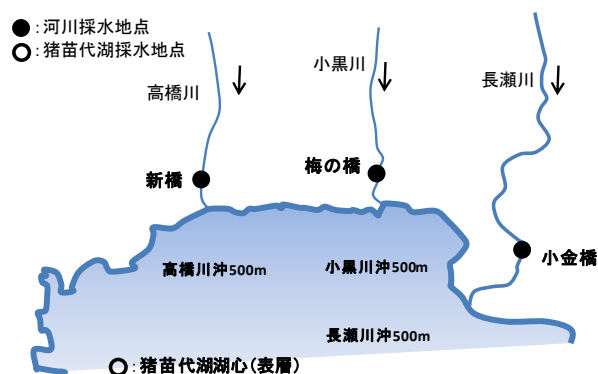 ●：河川採水地点
○：猪苗代湖採水地点
高橋川
小黒川
長瀬川
新橋
梅の橋
小金橋
高橋川沖500m
小黒川沖500m
長瀬川沖500m
○：猪苗代湖湖心（表層）